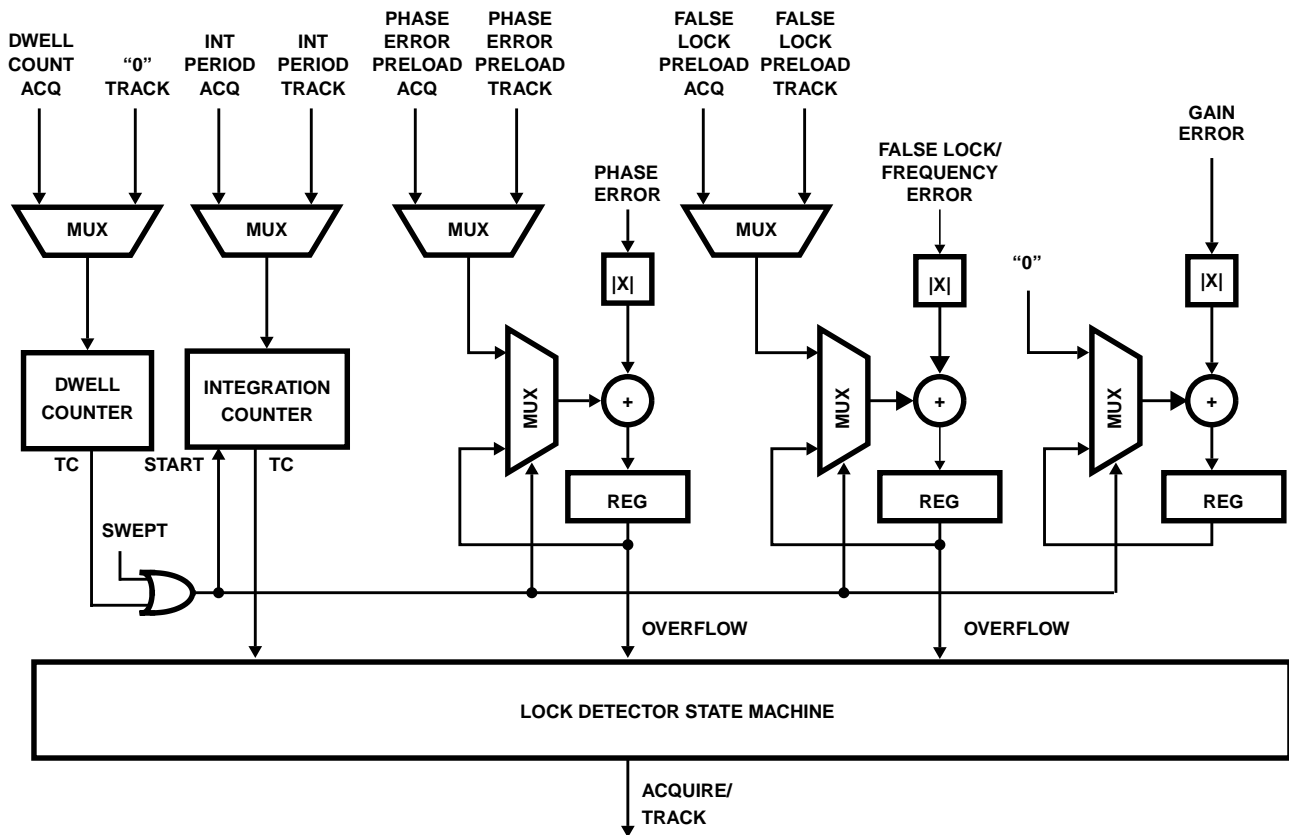 DWELL
COUNT
ACQ
“0”
TRACK
INT
PERIOD
ACQ
INT
PERIOD
TRACK
PHASE
ERROR
PRELOAD
ACQ
PHASE
ERROR
PRELOAD
TRACK
FALSE
LOCK
PRELOAD
ACQ
FALSE
LOCK
PRELOAD
TRACK
GAIN
ERROR
PHASE
ERROR
FALSE LOCK/
FREQUENCY
ERROR
MUX
MUX
MUX
MUX
|X|
|X|
“0”
|X|
DWELL
COUNTER
INTEGRATION
COUNTER
MUX
+
MUX
+
MUX
+
TC
START
TC
REG
REG
REG
SWEPT
OVERFLOW
OVERFLOW
LOCK DETECTOR STATE MACHINE
ACQUIRE/
TRACK